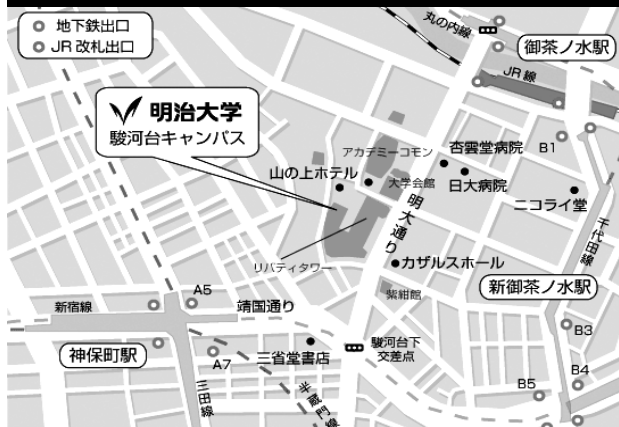 地下鉄出口
JR 改札出口
丸の内線
御茶ノ水駅
JR 線
明治大学
駿河台キャンパス
アカデミーコモン
杏雲堂病院
B1
山の上ホテル
大学会館
日大病院
ニコライ堂
明大通り
千代田線
リバティタワー
カザルスホール
紫紺館
新御茶ノ水駅
A5
新宿線
靖国通り
B3
神保町駅
A7
三省堂書店
駿河台下
交差点
三田線
半蔵門線
B4
B5